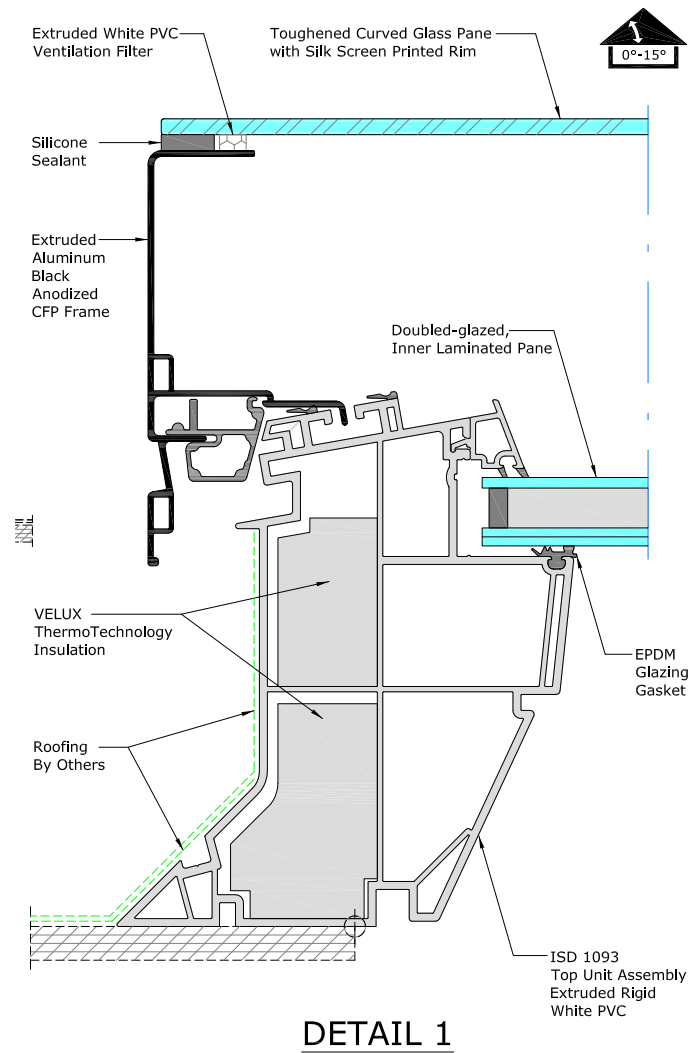 Extruded White PVC
Ventilation Filter
Toughened Curved Glass Pane
with Silk Screen Printed Rim
0°-15°
Silicone
Sealant
Extruded
Aluminum
Black
Anodized
CFP Frame
Doubled-glazed,
Inner Laminated Pane
VELUX
ThermoTechnology
Insulation
EPDM
Glazing
Gasket
Roofing
By Others
ISD 1093
Top Unit Assembly
Extruded Rigid
White PVC
DETAIL 1